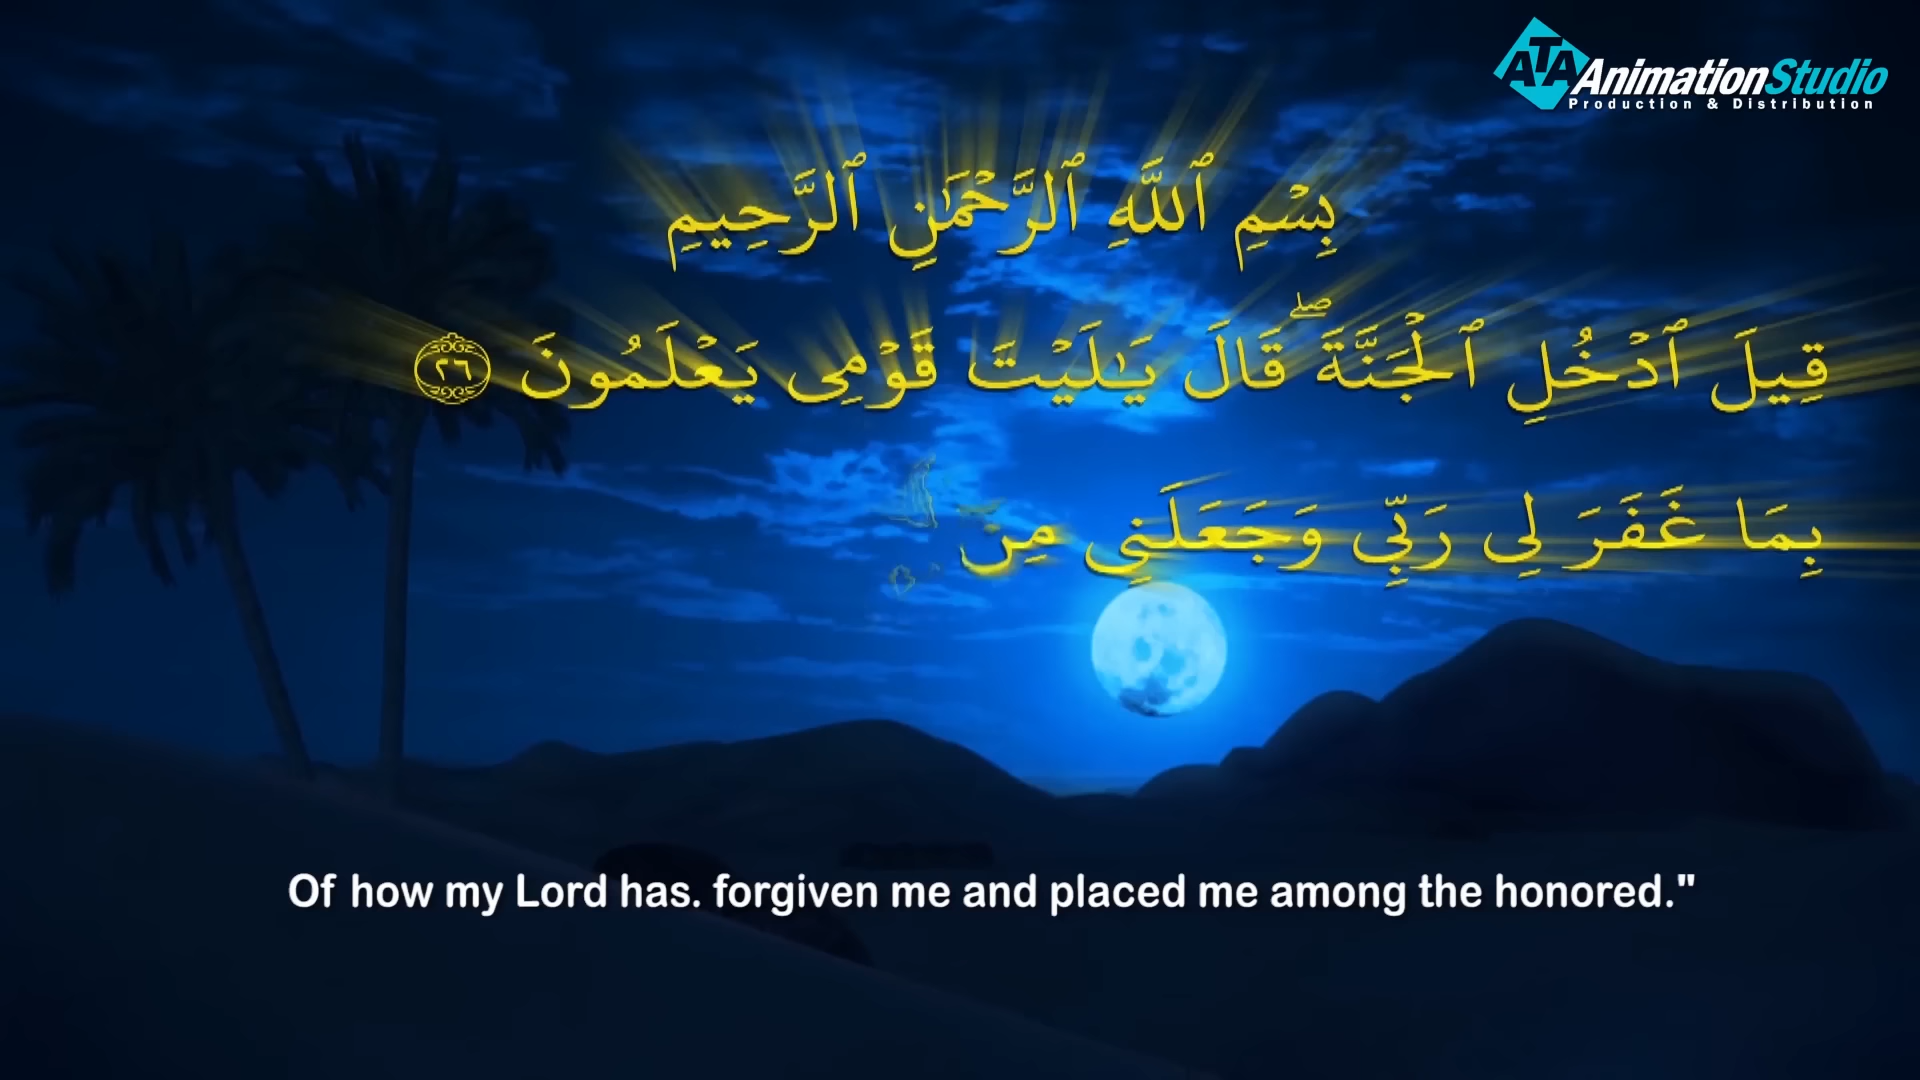 ATA AnimationStudio
Production & Distribution
بِسْمِ ٱللَّهِ ٱلرَّحْمَٰنِ ٱلرَّحِيمِ
قِيلَ ٱدْخُلِ ٱلْجَنَّةَ ۖ قَالَ يَٰلَيْتَ قَوْمِى يَعْلَمُونَ ٢٦
بِمَا غَفَرَ لِى رَبِّى وَجَعَلَنِى مِنَ
Of how my Lord has. forgiven me and placed me among the honored."